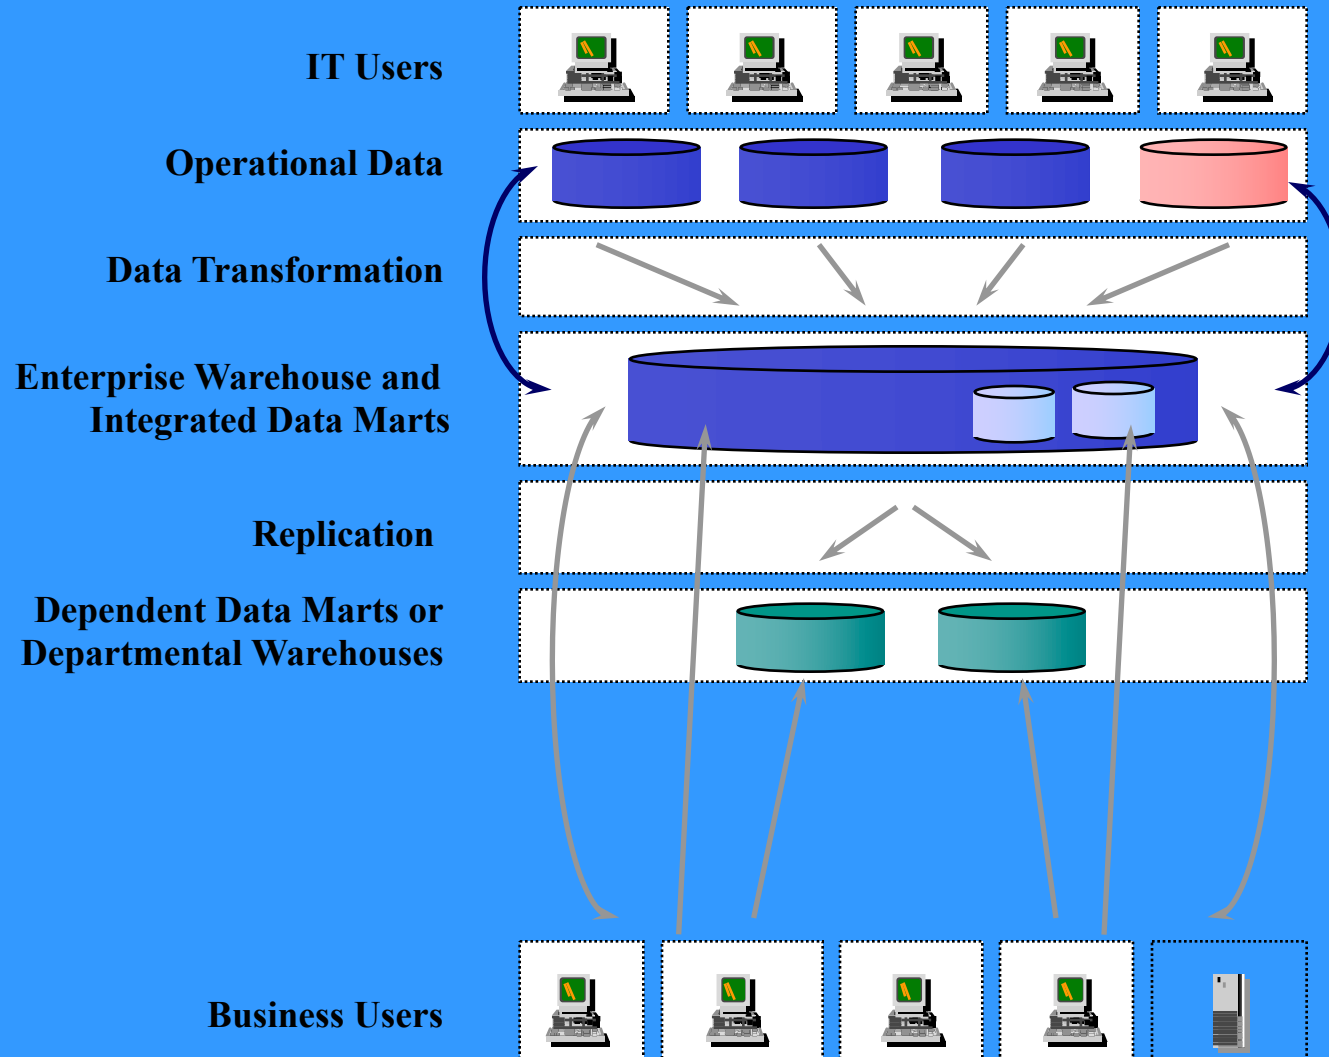 IT Users
Operational Data
Data Transformation
Enterprise Warehouse and
Integrated Data Marts
Replication
Dependent Data Marts or
Departmental Warehouses
Business Users